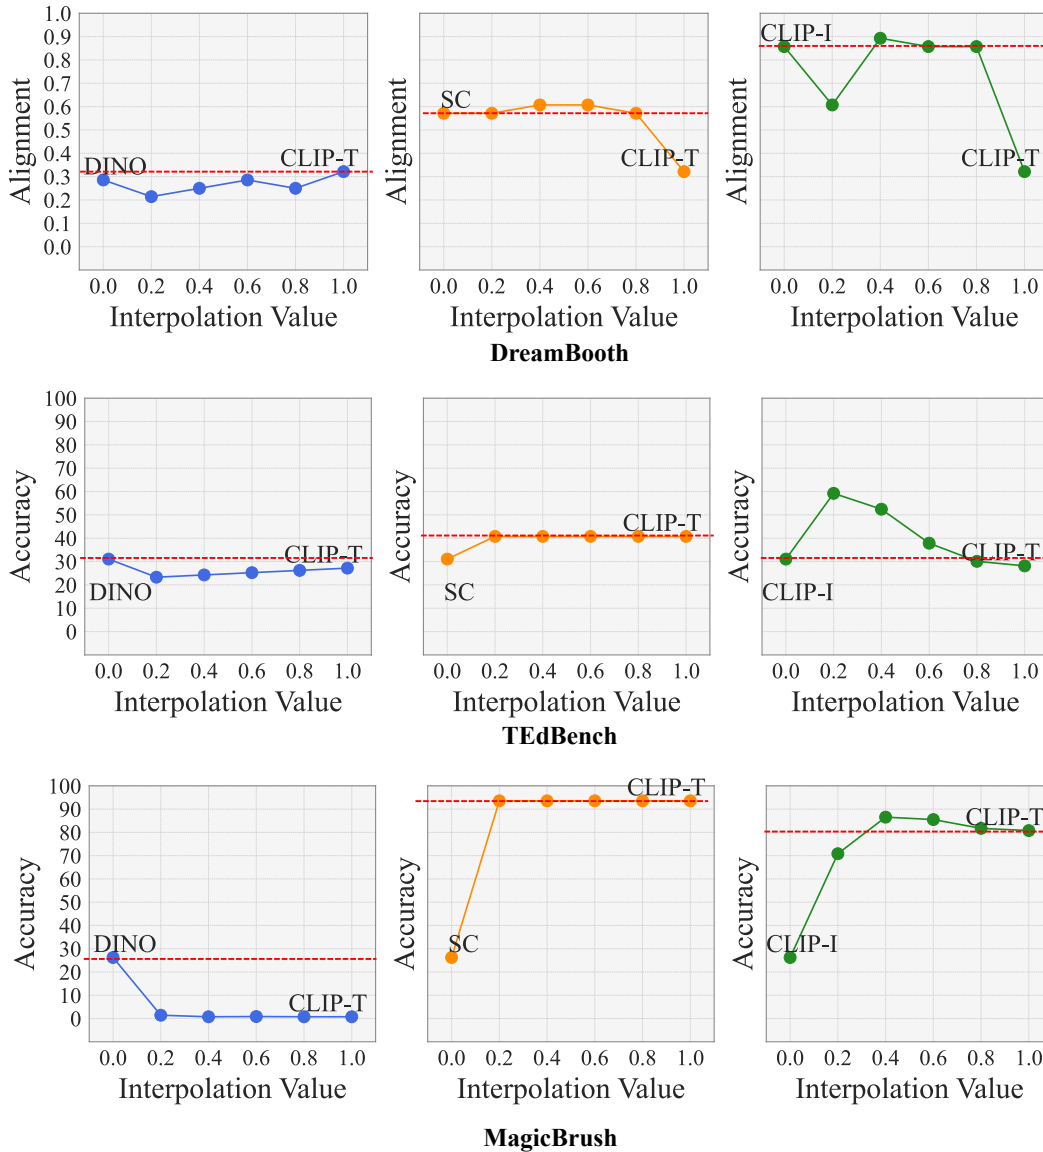 1.0
0.9
0.8
0.7
0.6
0.5
0.4
0.3
0.2
0.1
0.0
Alignment
DINO
CLIP-T
0.0 0.2 0.4 0.6 0.8 1.0
Interpolation Value
Alignment
SC
CLIP-T
0.0 0.2 0.4 0.6 0.8 1.0
Interpolation Value
Alignment
CLIP-I
CLIP-T
0.0 0.2 0.4 0.6 0.8 1.0
Interpolation Value
DreamBooth
100
90
80
70
60
50
40
30
20
10
0
Accuracy
DINO
CLIP-T
0.0 0.2 0.4 0.6 0.8 1.0
Interpolation Value
Accuracy
SC
CLIP-T
0.0 0.2 0.4 0.6 0.8 1.0
Interpolation Value
Accuracy
CLIP-I
CLIP-T
0.0 0.2 0.4 0.6 0.8 1.0
Interpolation Value
TEdBench
100
90
80
70
60
50
40
30
20
10
0
Accuracy
DINO
CLIP-T
0.0 0.2 0.4 0.6 0.8 1.0
Interpolation Value
Accuracy
SC
CLIP-T
0.0 0.2 0.4 0.6 0.8 1.0
Interpolation Value
Accuracy
CLIP-I
CLIP-T
0.0 0.2 0.4 0.6 0.8 1.0
Interpolation Value
MagicBrush